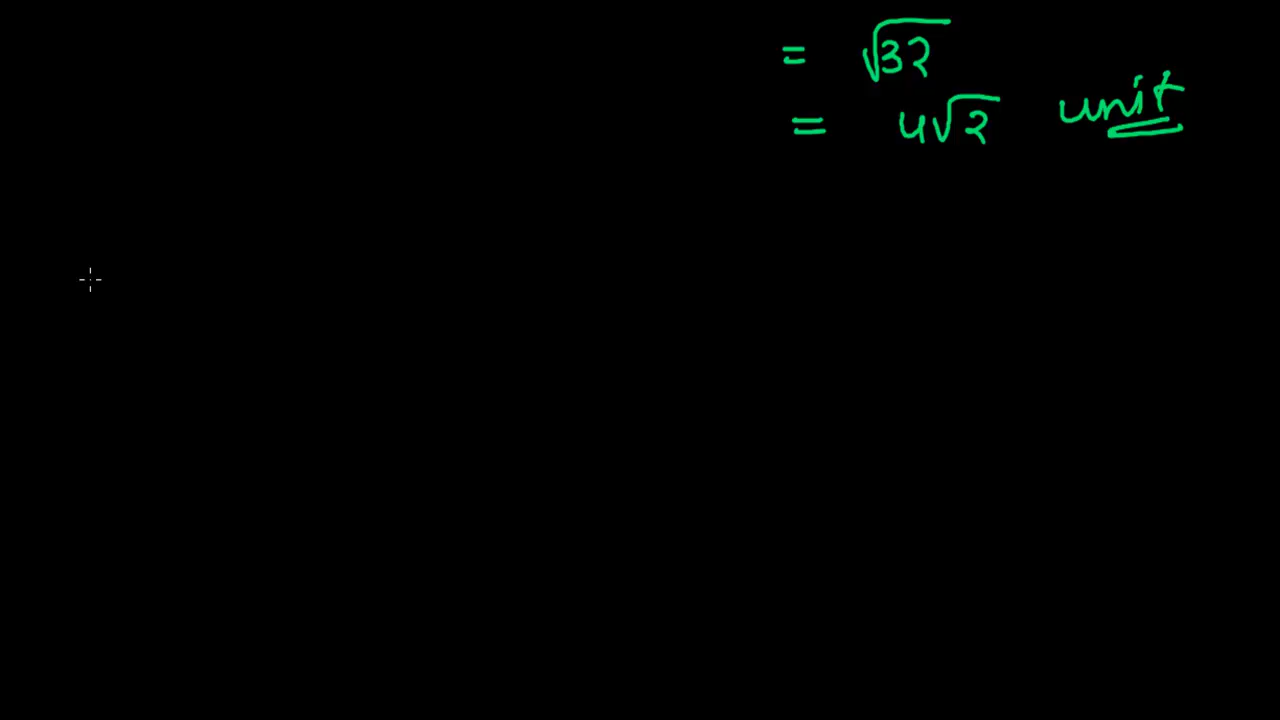 = √32
= 4√2 unit